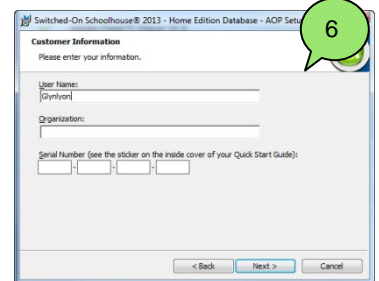 Switched-On Schoolhouse® 2013 - Home Edition Database - AOP Setu
6
Customer Information
Please enter your information.
User Name:
Glynlyon
Organization:
Serial Number (see the sticker on the inside cover of your Quick Start Guide):
- - -
< Back Next > Cancel